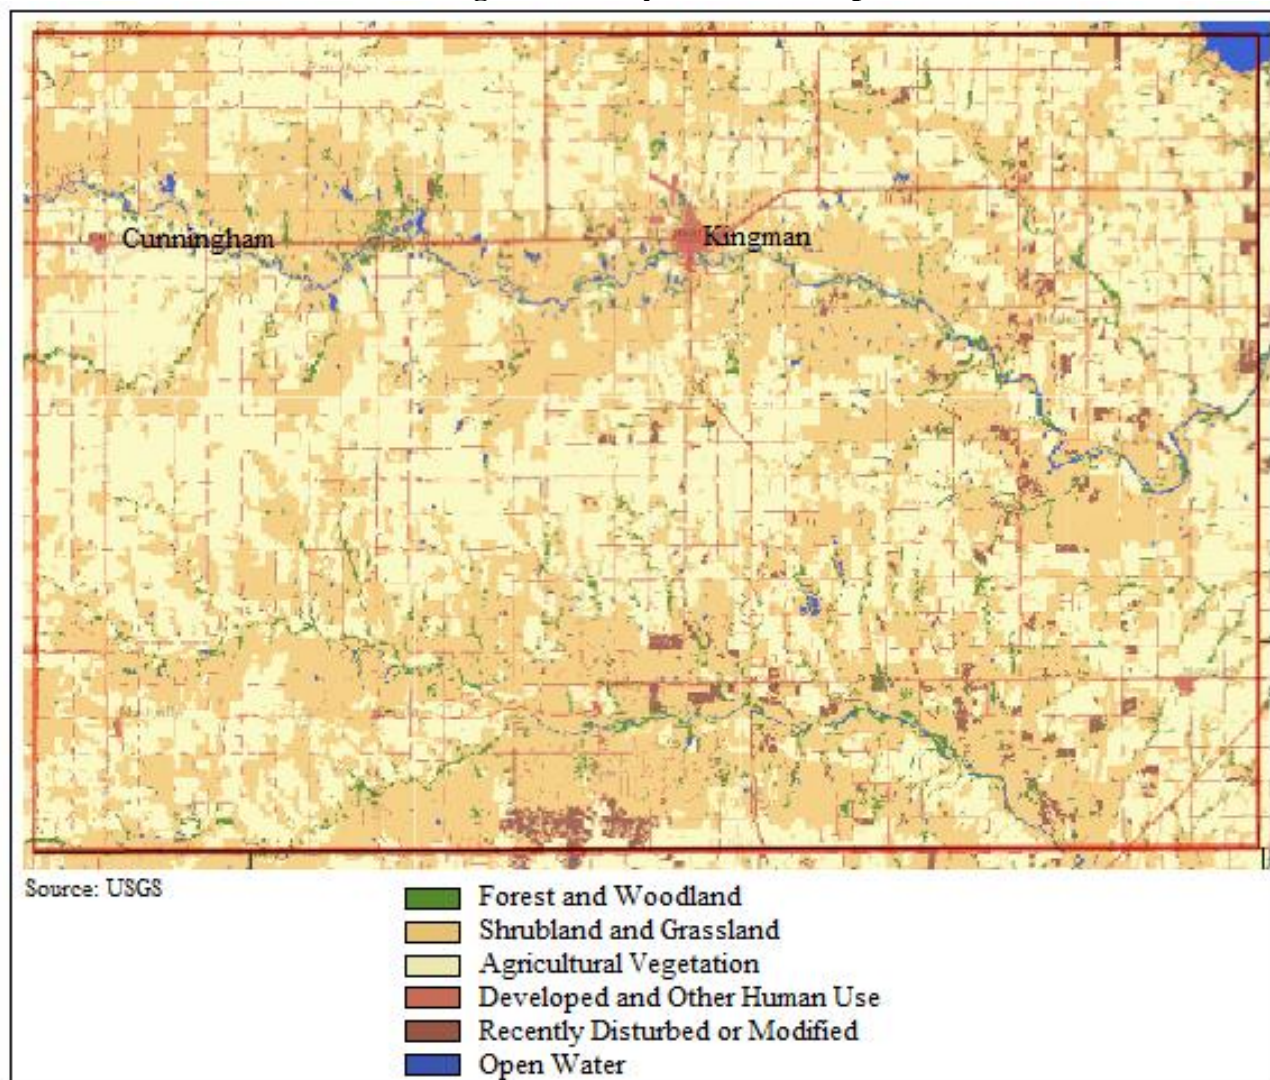 Cunningham
Kingman
Source: USGS
Forest and Woodland
Shrubland and Grassland
Agricultural Vegetation
Developed and Other Human Use
Recently Disturbed or Modified
Open Water